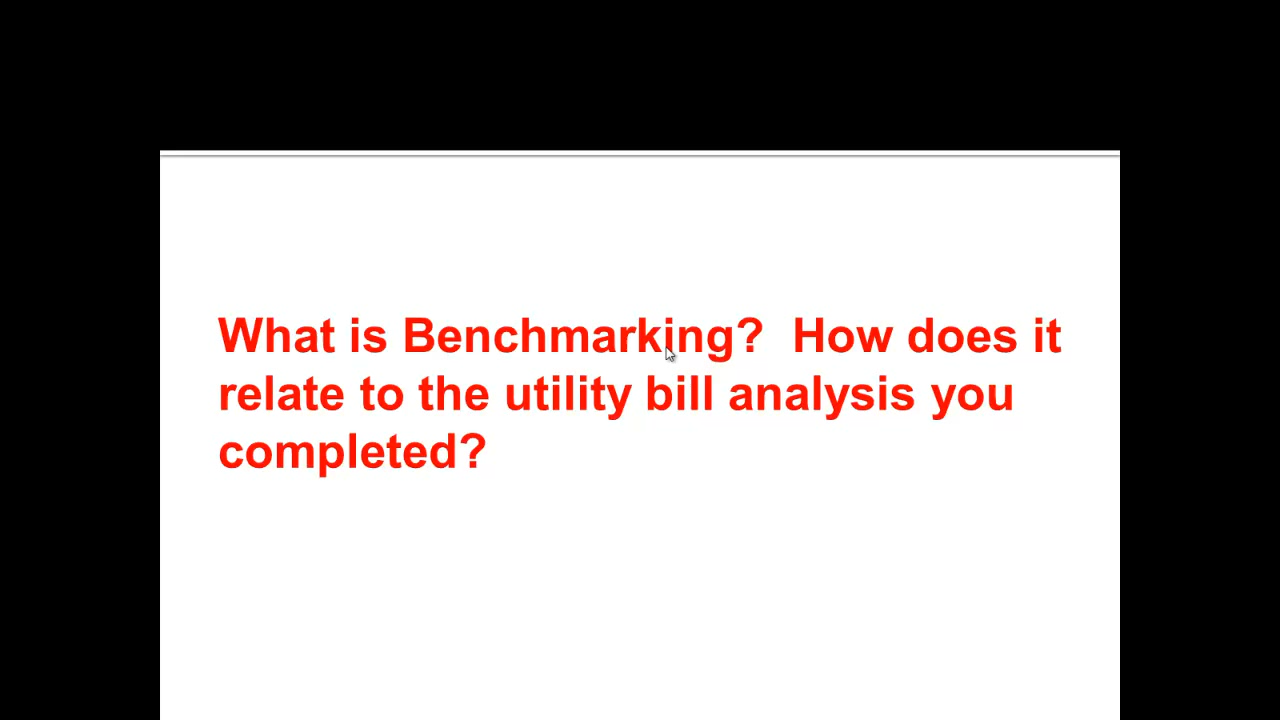 What is Benchmarking?  How does it
relate to the utility bill analysis you
completed?